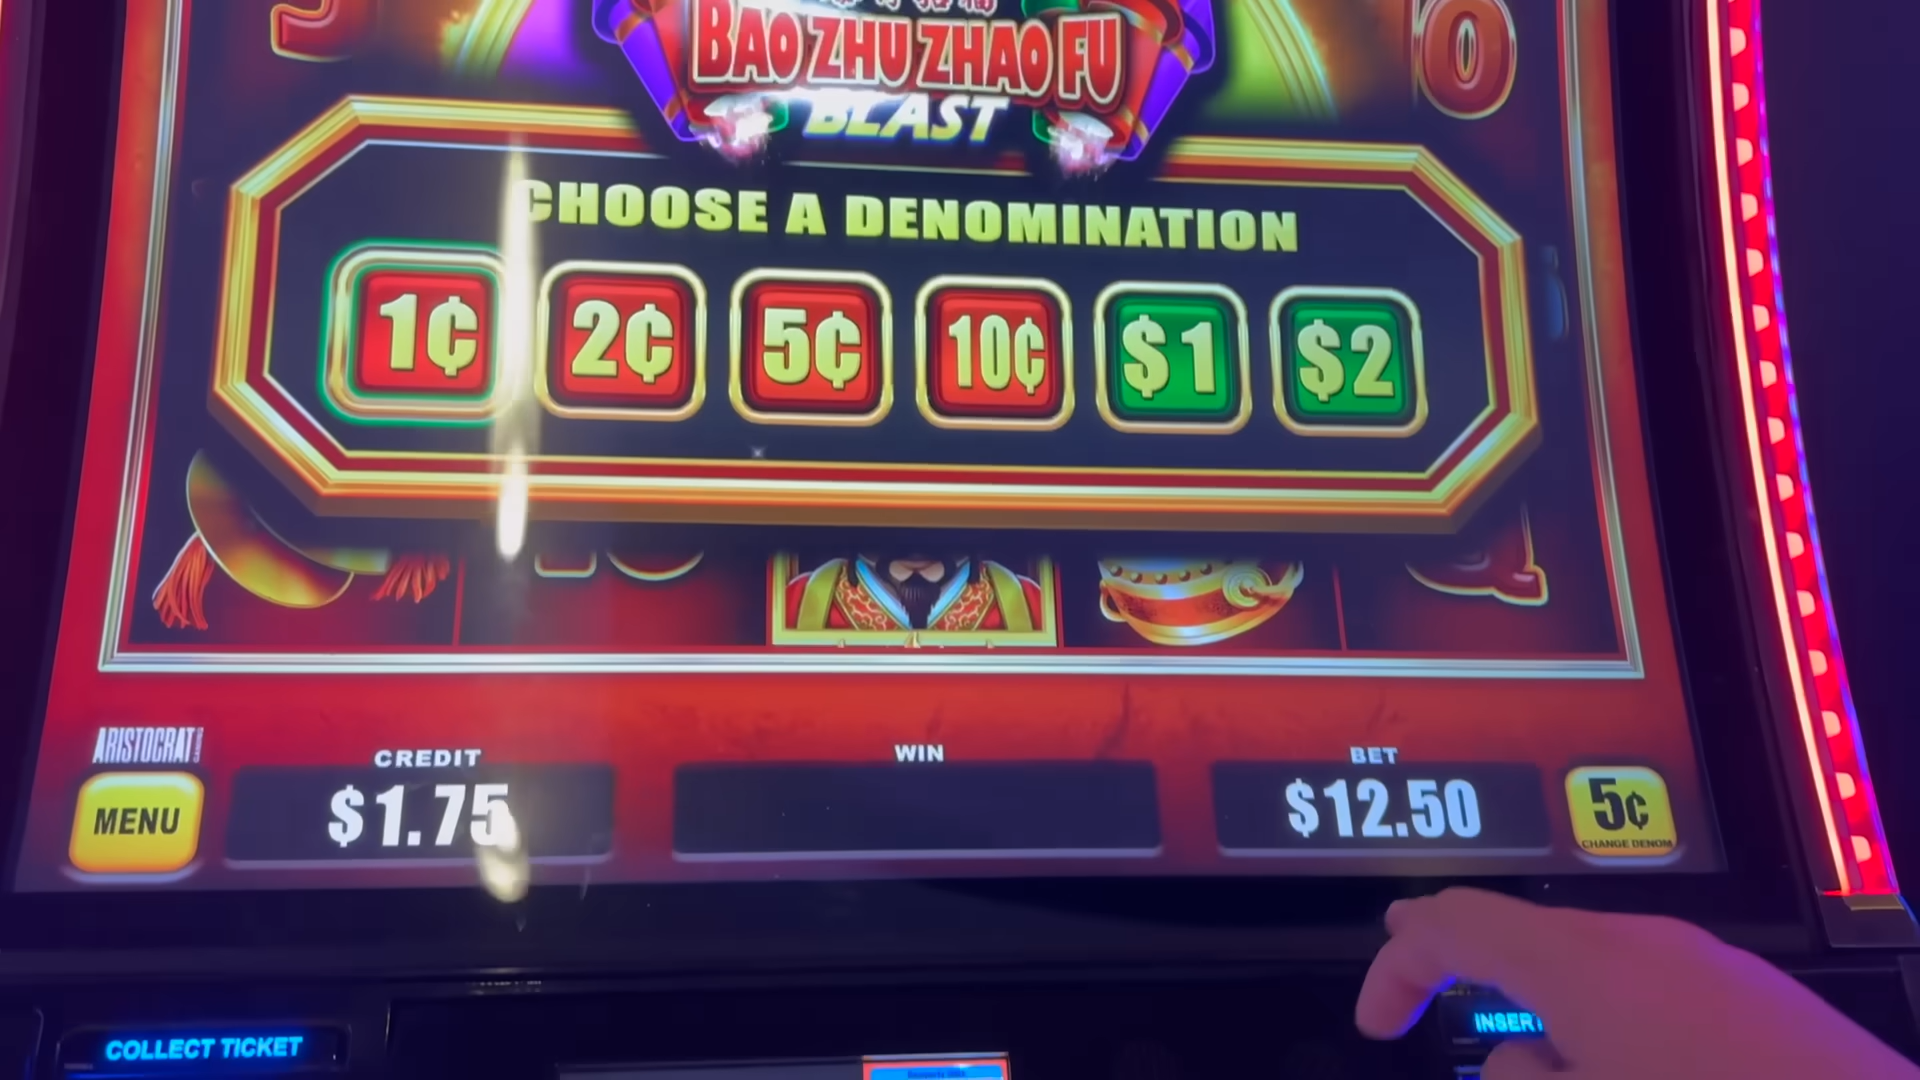 BAO ZHU ZHAO FU
BLAST
CHOOSE A DENOMINATION
1¢ 2¢ 5¢ 10¢ $1 $2
ARISTOCRAT
CREDIT WIN BET
MENU $1.75 $12.50 5¢
CHANGE DENOM
COLLECT TICKET
INSERT